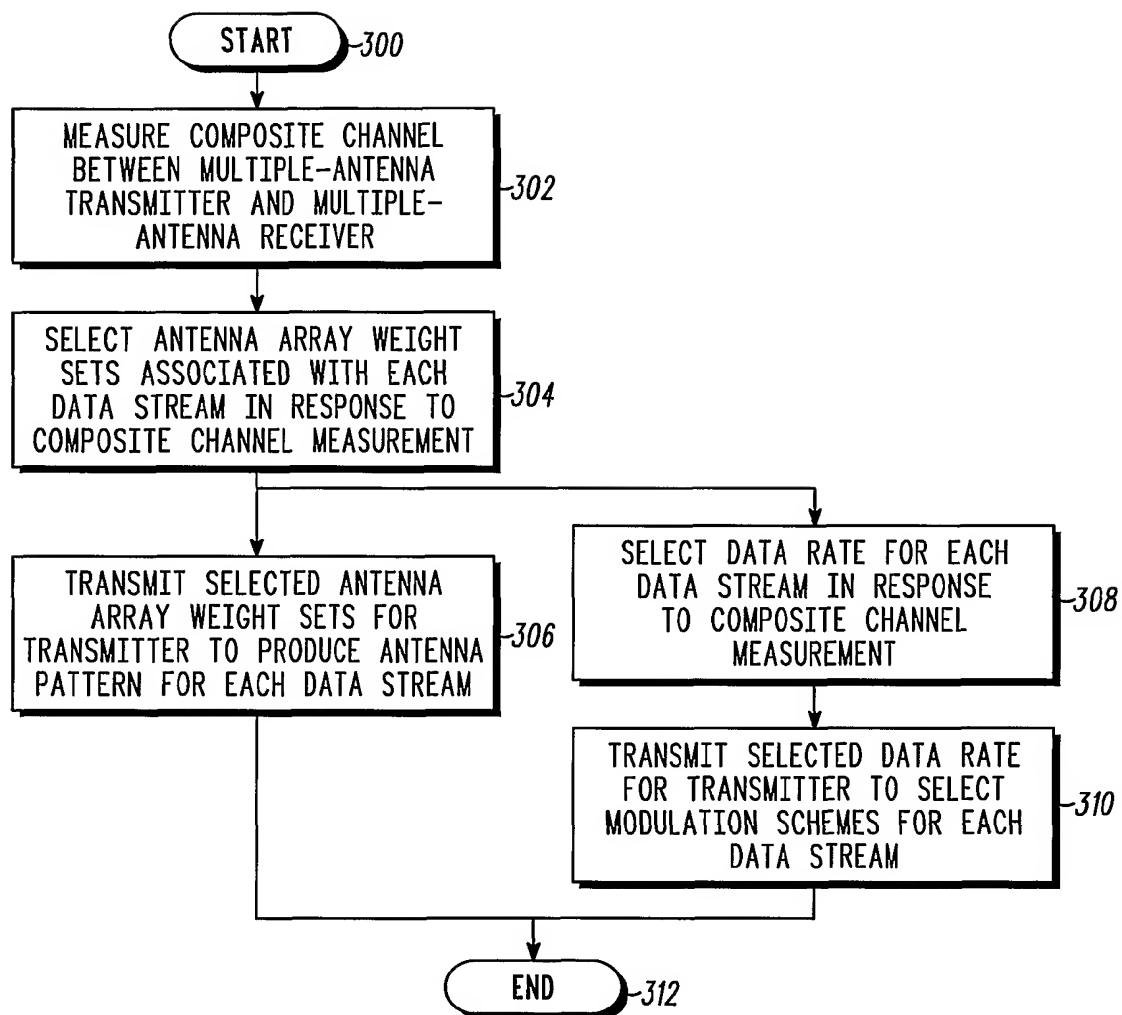 START
300
MEASURE COMPOSITE CHANNEL
BETWEEN MULTIPLE-ANTENNA
TRANSMITTER AND MULTIPLE-
ANTENNA RECEIVER
302
SELECT ANTENNA ARRAY WEIGHT
SETS ASSOCIATED WITH EACH
DATA STREAM IN RESPONSE TO
COMPOSITE CHANNEL MEASUREMENT
304
TRANSMIT SELECTED ANTENNA
ARRAY WEIGHT SETS FOR
TRANSMITTER TO PRODUCE ANTENNA
PATTERN FOR EACH DATA STREAM
306
SELECT DATA RATE FOR EACH
DATA STREAM IN RESPONSE
TO COMPOSITE CHANNEL
MEASUREMENT
308
TRANSMIT SELECTED DATA RATE
FOR TRANSMITTER TO SELECT
MODULATION SCHEMES FOR EACH
DATA STREAM
310
END
312